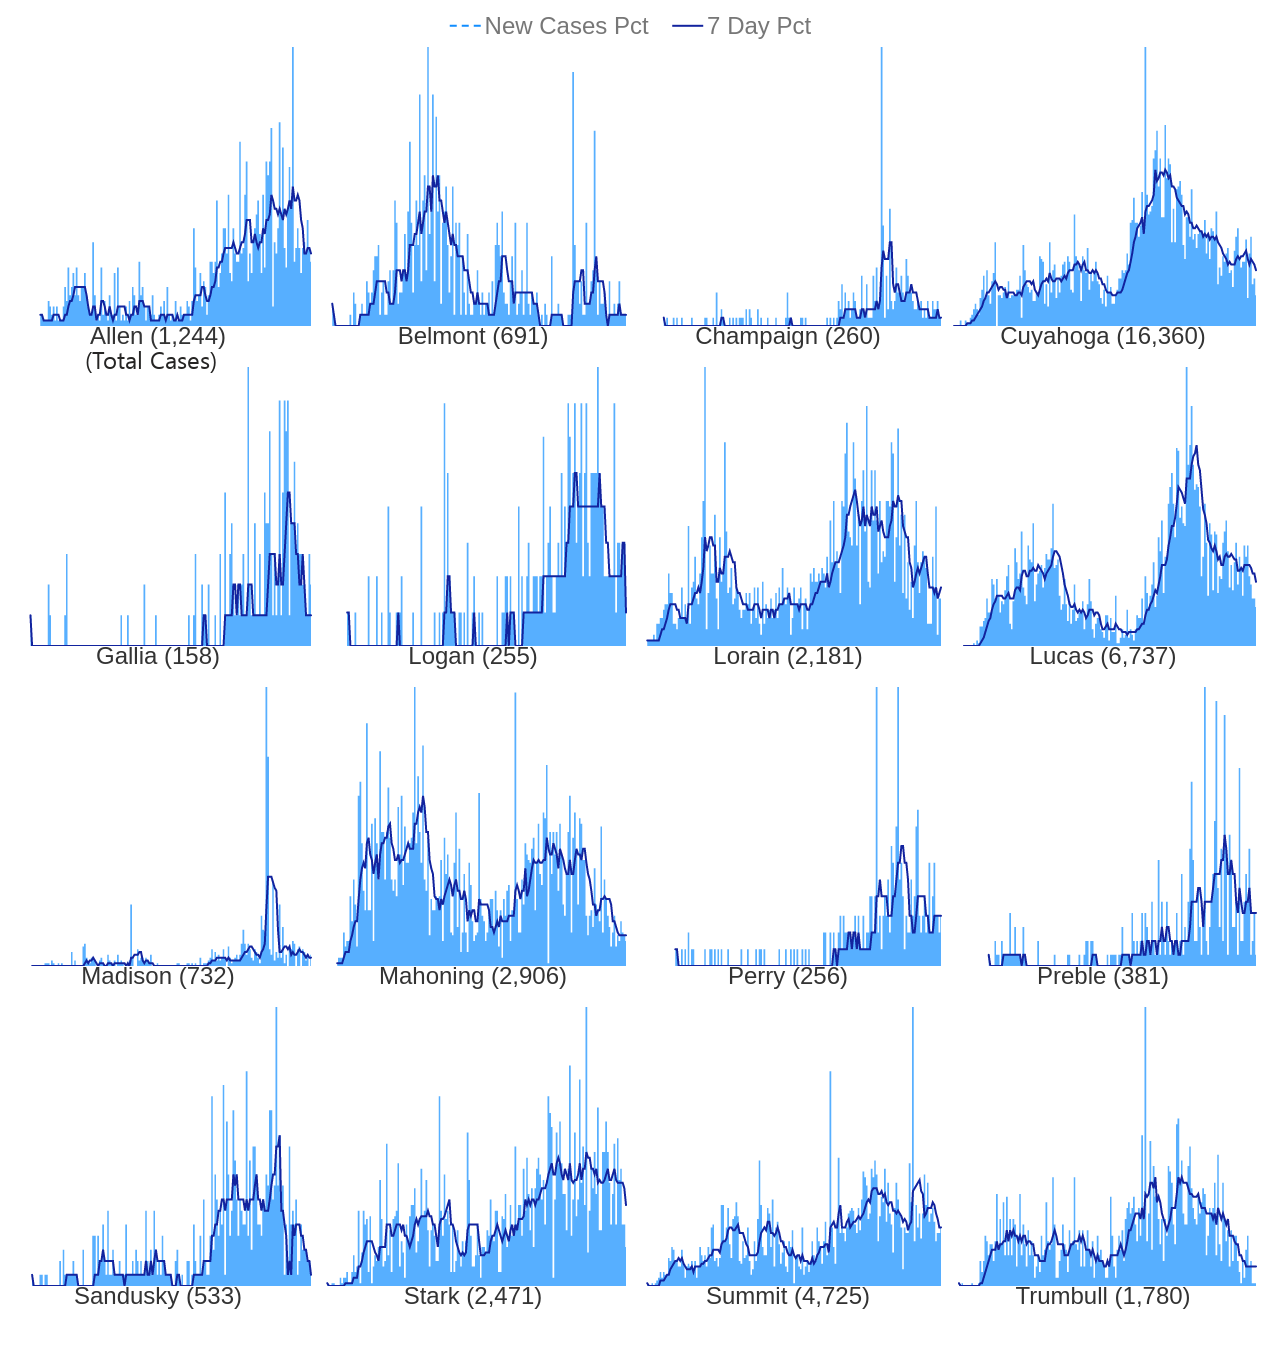 New Cases Pct 7 Day Pct
Allen (1,244) Belmont (691) Champaign (260) Cuyahoga (16,360)
(Total Cases)
Gallia (158) Logan (255) Lorain (2,181) Lucas (6,737)
Madison (732) Mahoning (2,906) Perry (256) Preble (381)
Sandusky (533) Stark (2,471) Summit (4,725) Trumbull (1,780)